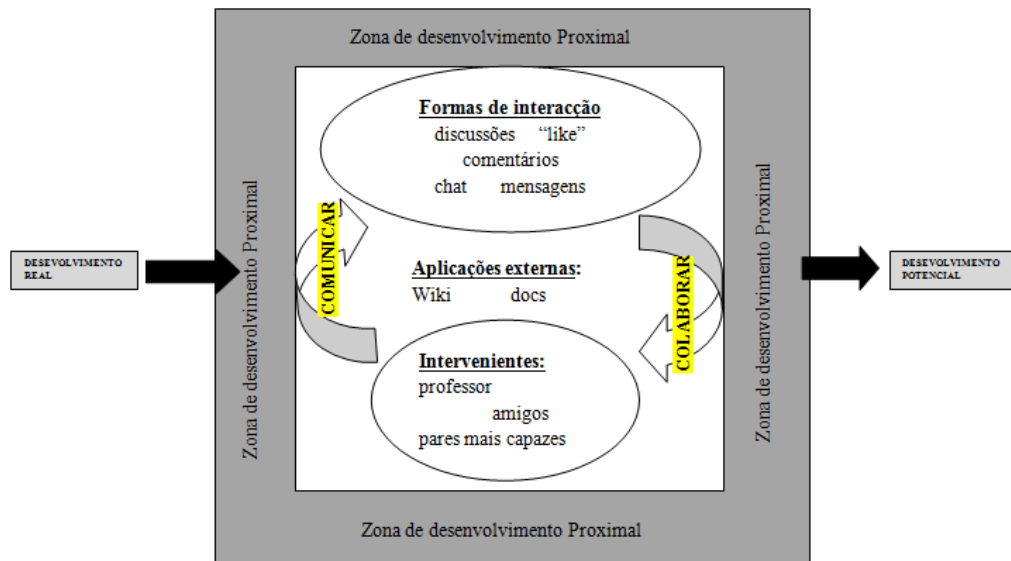 Zona de desenvolvimento Proximal
Formas de interacção
discussões “like”
comentários
chat mensagens
Zona de desenvolvimento Proximal
COMUNICAR
DESEVOLVIMENTO
REAL
Aplicações externas:
Wiki docs
COLABORAR
Zona de desenvolvimento Proximal
DESEVOLVIMENTO
POTENCIAL
Intervenientes:
professor
amigos
pares mais capazes
Zona de desenvolvimento Proximal